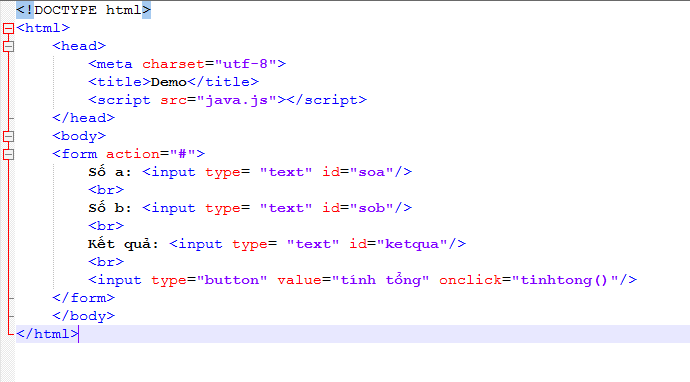 <!DOCTYPE html>
<html>
<head>
<meta charset="utf-8">
<title>Demo</title>
<script src="java.js"></script>
</head>
<body>
<form action="#">
Số a: <input type= "text" id="soa"/>
<br>
Số b: <input type= "text" id="sob"/>
<br>
Kết quả: <input type= "text" id="ketqua"/>
<br>
<input type="button" value="tính tổng" onclick="tinhtong()"/>
</form>
</body>
</html>